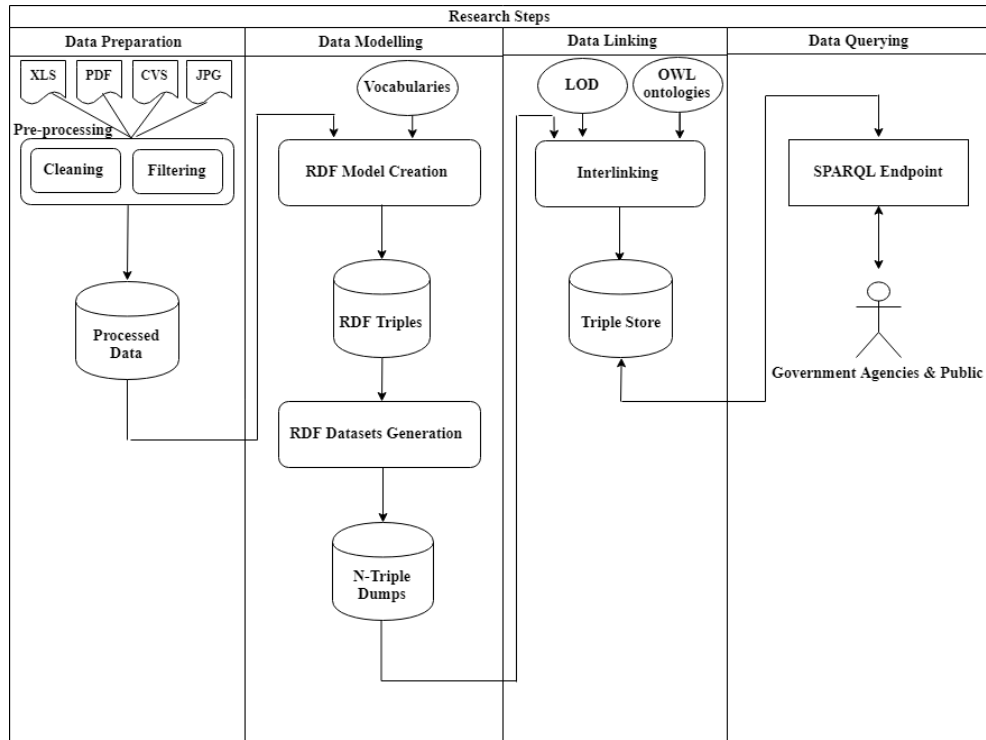 Research Steps
Data Preparation
Data Modelling
Data Linking
Data Querying
XLS
PDF
CVS
JPG
Pre-processing
Cleaning
Filtering
Processed
Data
Vocabularies
RDF Model Creation
RDF Triples
RDF Datasets Generation
N-Triple
Dumps
LOD
OWL
ontologies
Interlinking
Triple Store
SPARQL Endpoint
Government Agencies & Public